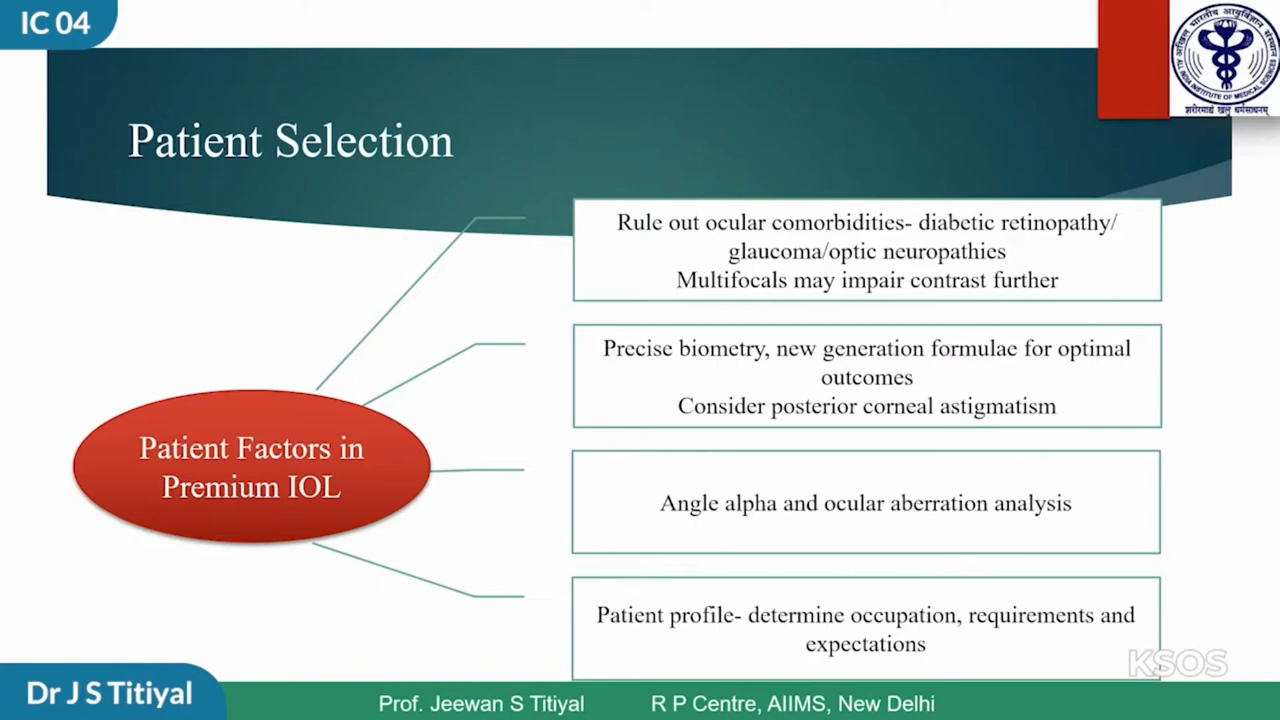 IC 04
Patient Selection
Rule out ocular comorbidities- diabetic retinopathy/
glaucoma/optic neuropathies
Multifocals may impair contrast further
Precise biometry, new generation formulae for optimal
outcomes
Consider posterior corneal astigmatism
Patient Factors in
Premium IOL
Angle alpha and ocular aberration analysis
Patient profile- determine occupation, requirements and
expectations
KSOS
Dr J S Titiyal
Prof. Jeewan S Titiyal R P Centre, AIIMS, New Delhi